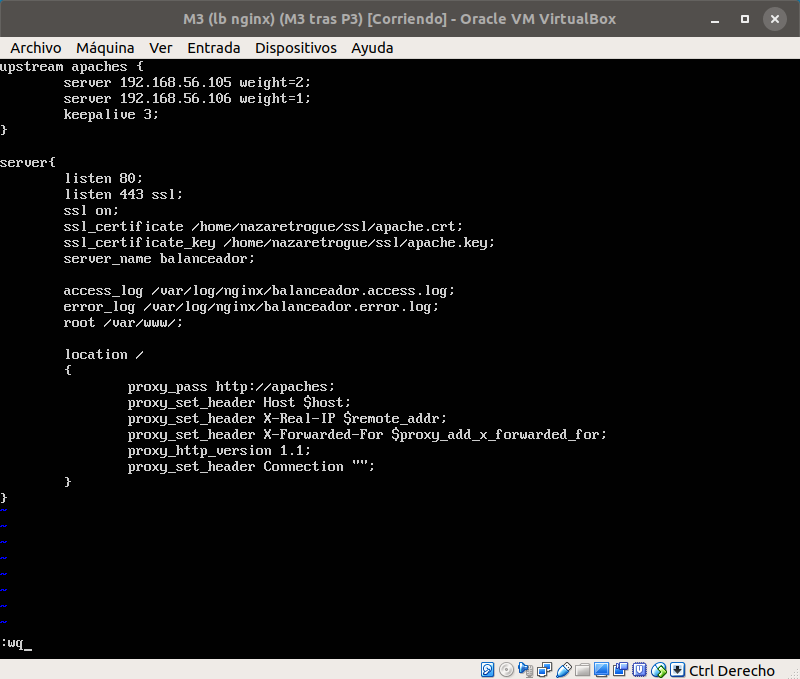 M3 (lb nginx) (M3 tras P3) [Corriendo] - Oracle VM VirtualBox
Archivo Máquina Ver Entrada Dispositivos Ayuda
upstream apaches {
        server 192.168.56.105 weight=2;
        server 192.168.56.106 weight=1;
        keepalive 3;
}

server{
        listen 80;
        listen 443 ssl;
        ssl on;
        ssl_certificate /home/nazaretrogue/ssl/apache.crt;
        ssl_certificate_key /home/nazaretrogue/ssl/apache.key;
        server_name balanceador;

        access_log /var/log/nginx/balanceador.access.log;
        error_log /var/log/nginx/balanceador.error.log;
        root /var/www/;

        location /
        {
                proxy_pass http://apaches;
                proxy_set_header Host $host;
                proxy_set_header X-Real-IP $remote_addr;
                proxy_set_header X-Forwarded-For $proxy_add_x_forwarded_for;
                proxy_http_version 1.1;
                proxy_set_header Connection "";
        }
}
~
~
~
~
~
~
~
~
:wq_
Ctrl Derecho